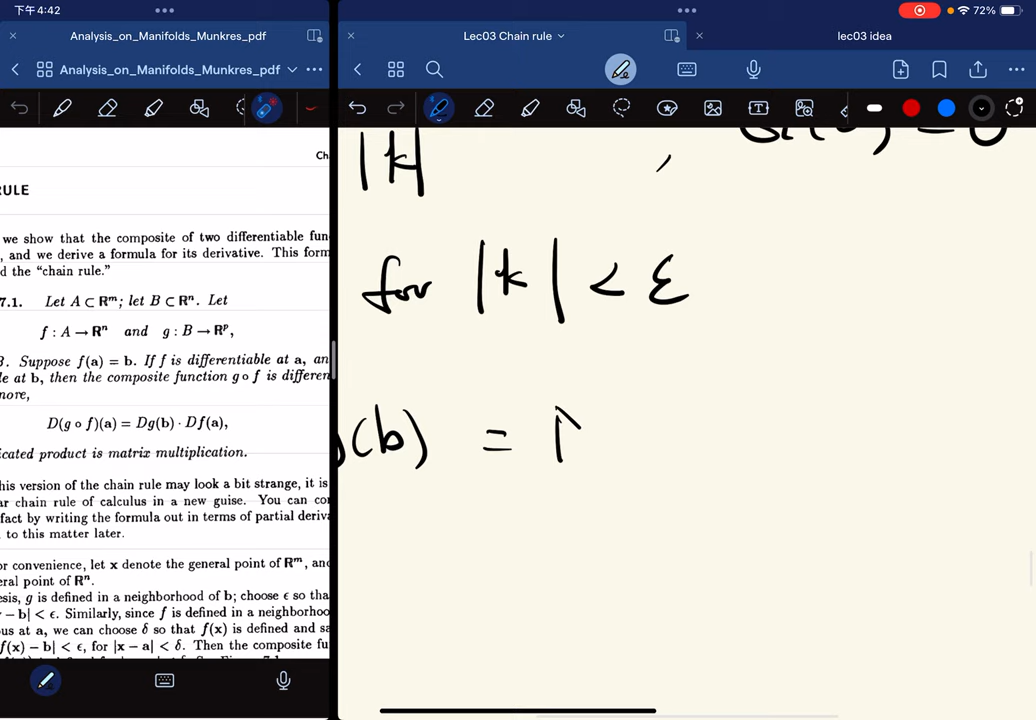 下午4:42
72%
Analysis_on_Manifolds_Munkres_pdf
Analysis_on_Manifolds_Munkres_pdf
Ch
RULE
we show that the composite of two differentiable fun
, and we derive a formula for its derivative. This form
d the “chain rule.”
7.1. Let A ⊂ Rᵐ; let B ⊂ Rⁿ. Let
f : A → Rⁿ and g : B → Rᵖ,
3. Suppose f(a) = b. If f is differentiable at a, an
le at b, then the composite function g ∘ f is differen
more,
D(g ∘ f)(a) = Dg(b) · Df(a),
icated product is matrix multiplication.
his version of the chain rule may look a bit strange, it is
ar chain rule of calculus in a new guise. You can co
fact by writing the formula out in terms of partial deriva
to this matter later.
or convenience, let x denote the general point of Rᵐ, and
eral point of Rⁿ.
esis, g is defined in a neighborhood of b; choose ϵ so tha
y − b| < ϵ. Similarly, since f is defined in a neighborhoo
ous at a, we can choose δ so that f(x) is defined and sa
f(x) − b| < ϵ, for |x − a| < δ. Then the composite fu
Lec03 Chain rule
lec03 idea
|k| ,
for |k| < ε
g(b) =